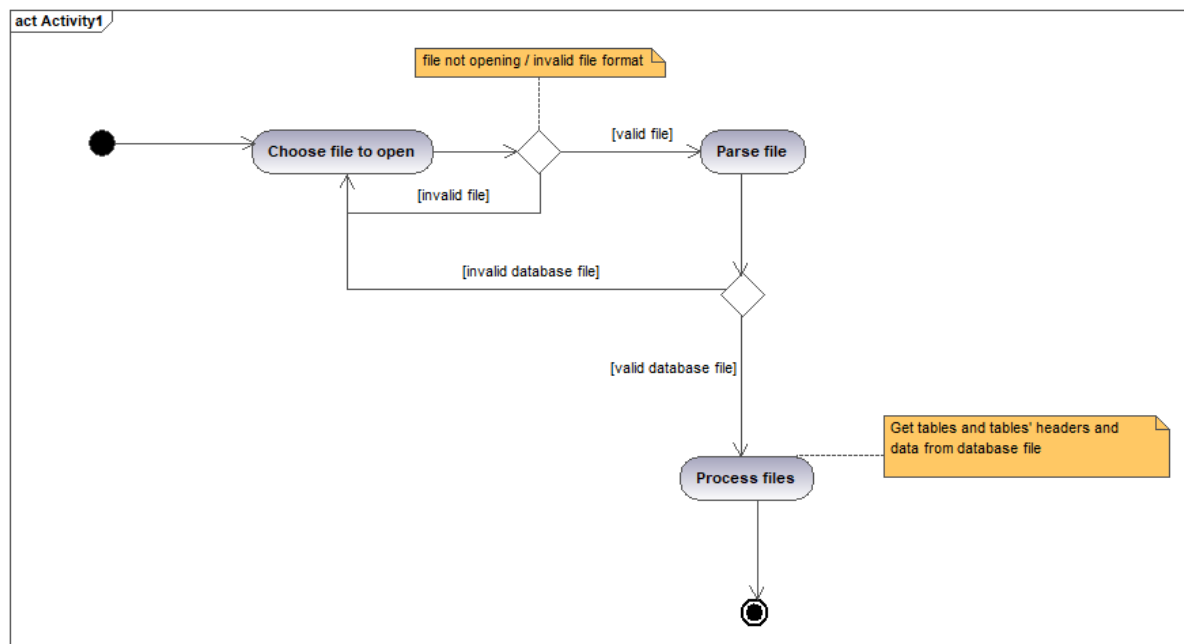 act Activity1
file not opening / invalid file format
[valid file]
Choose file to open
Parse file
[invalid file]
[invalid database file]
[valid database file]
Get tables and tables' headers and
data from database file
Process files